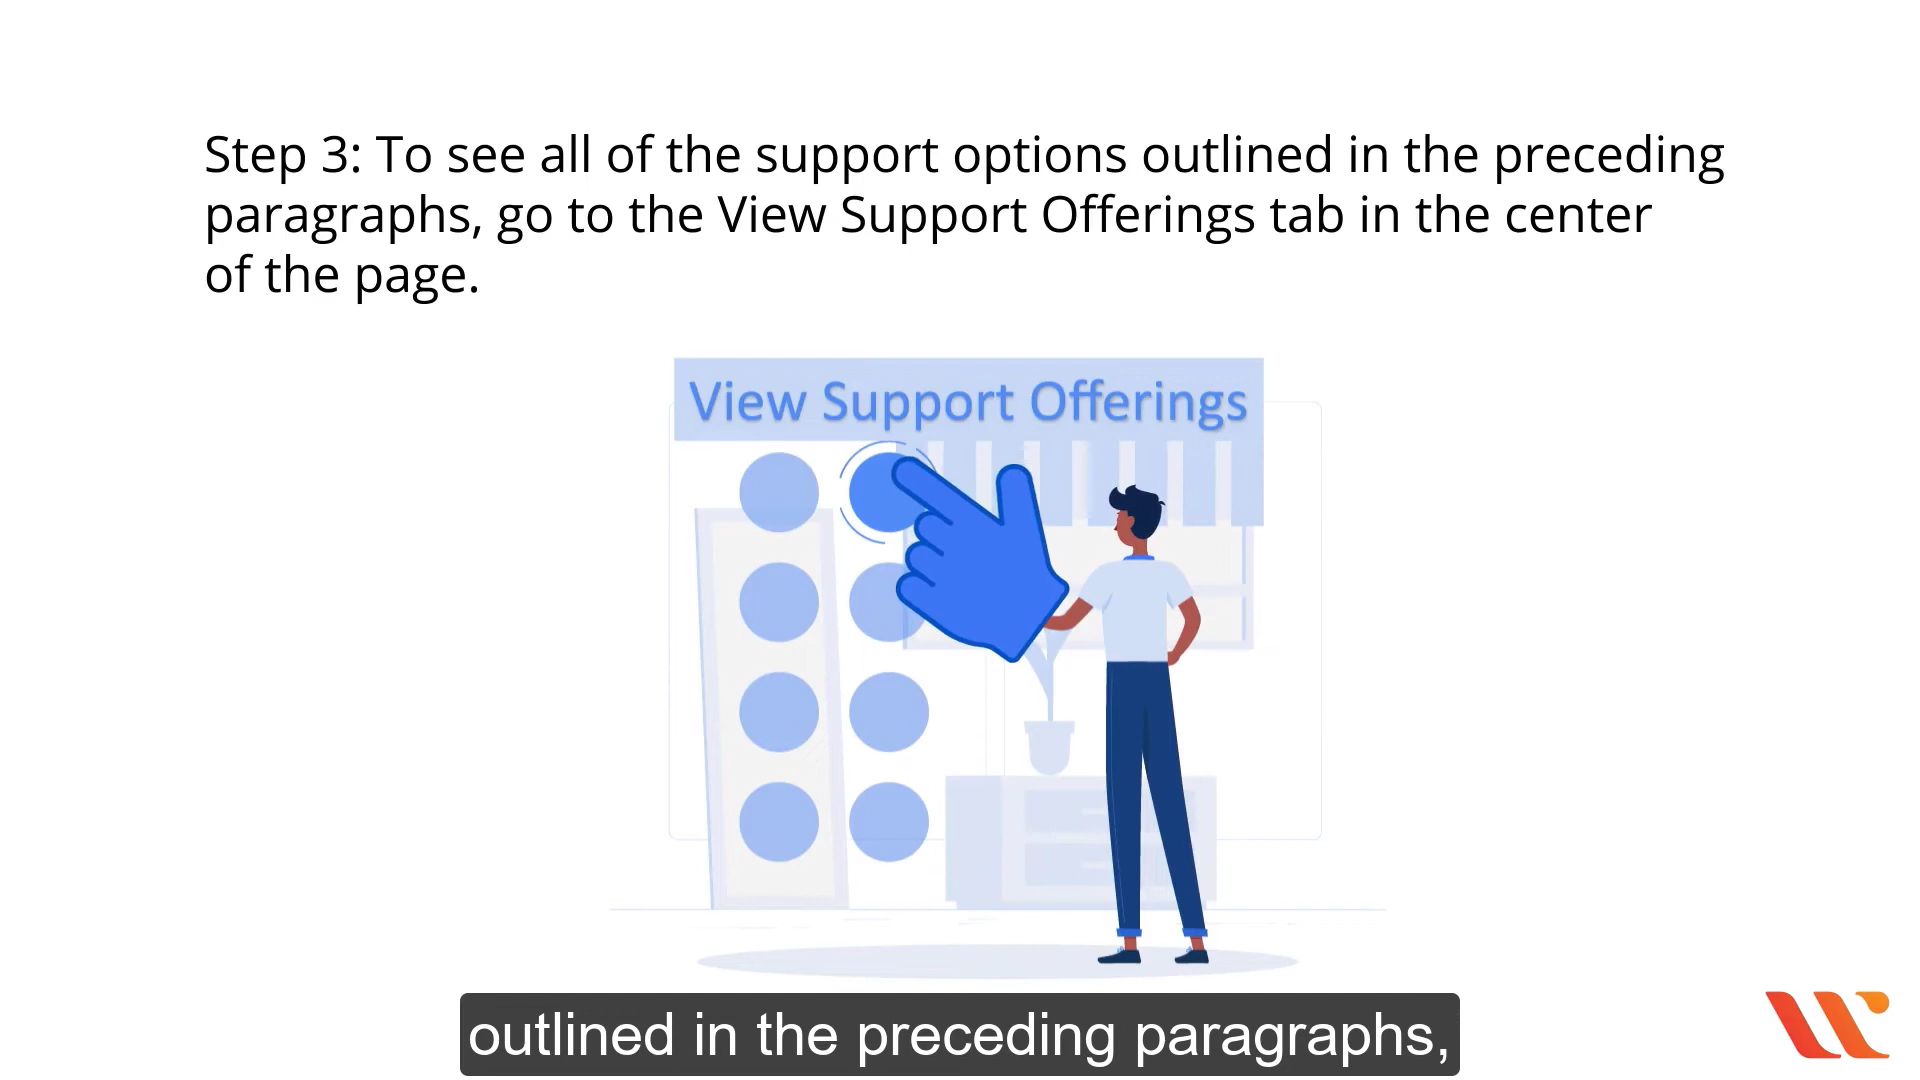 Step 3: To see all of the support options outlined in the preceding
paragraphs, go to the View Support Offerings tab in the center
of the page.
View Support Offerings
outlined in the preceding paragraphs,